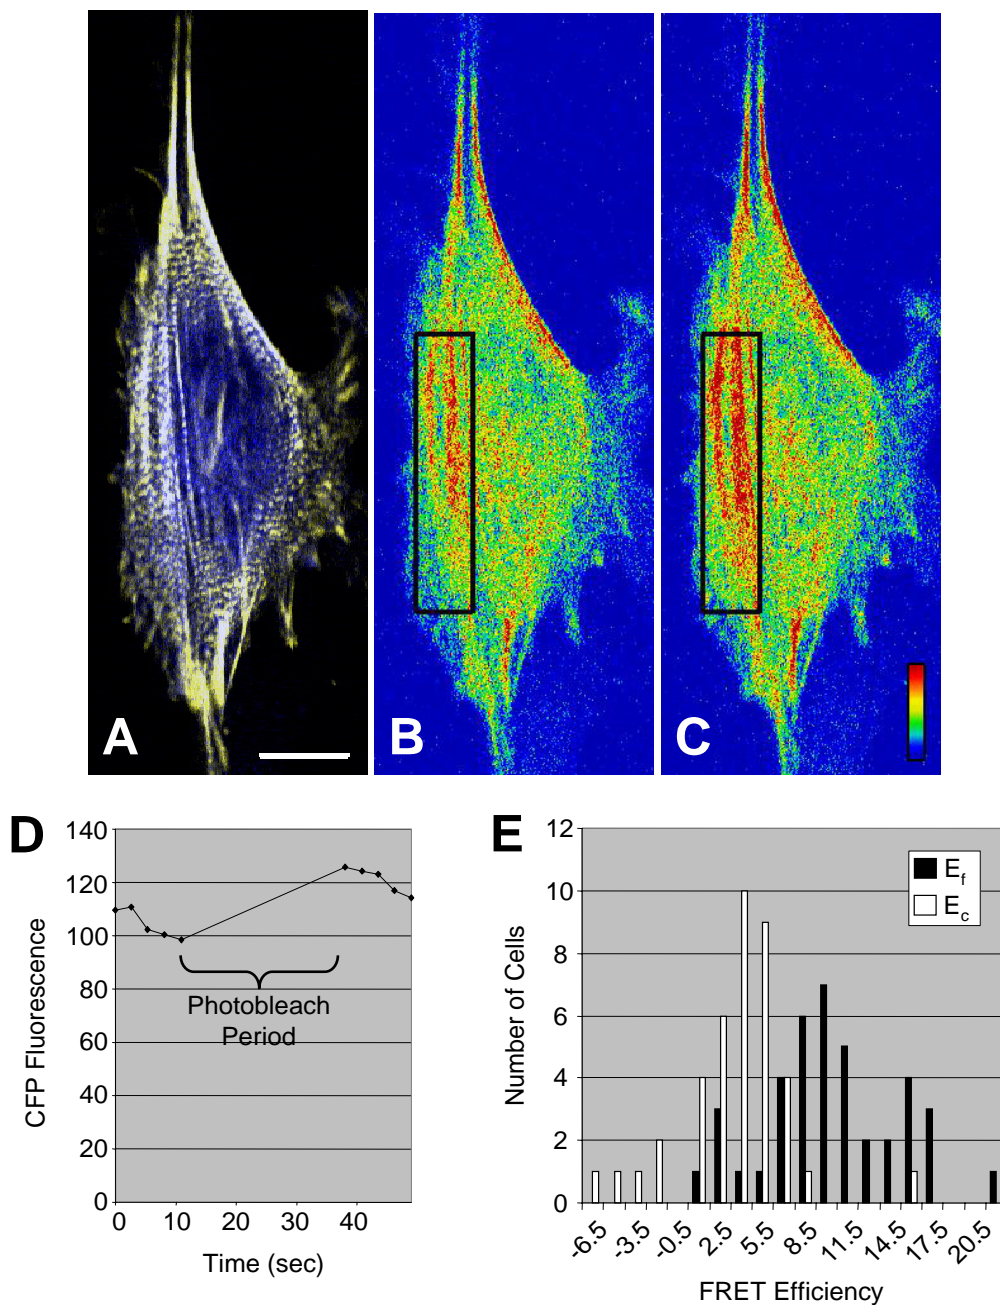 A
B
C
D
140
120
100
80
60
40
20
0
CFP Fluorescence
Photobleach
Period
0 10 20 30 40
Time (sec)
E
12
10
8
6
4
2
0
Number of Cells
Ef
Ec
-6.5 -3.5 -0.5 2.5 5.5 8.5 11.5 14.5 17.5 20.5
FRET Efficiency